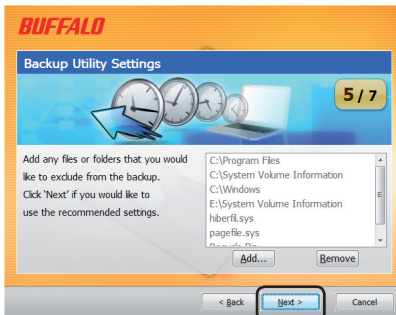 BUFFALO
Backup Utility Settings
5 / 7
Add any files or folders that you would
like to exclude from the backup.
Click 'Next' if you would like to
use the recommended settings.
C:\Program Files
C:\System Volume Information
C:\Windows
E:\System Volume Information
hiberfil.sys
pagefile.sys
Add...
Remove
< Back
Next >
Cancel